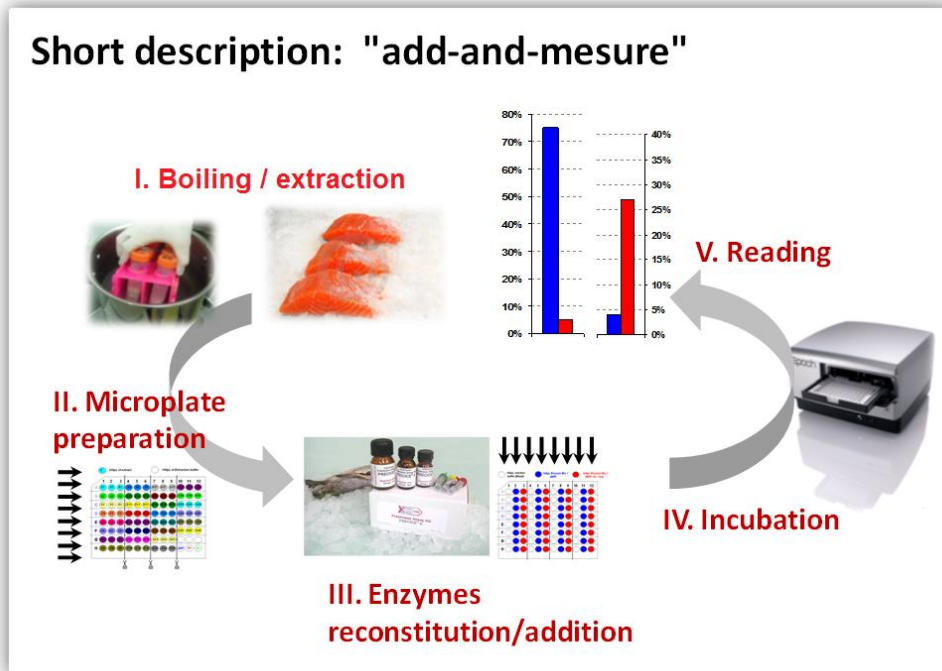 Short description: "add-and-mesure"
I. Boiling / extraction
80%
70%
60%
50%
40%
30%
20%
10%
0%
40%
35%
30%
25%
20%
15%
10%
5%
0%
V. Reading
epoch
II. Microplate
preparation
III. Enzymes
reconstitution/addition
IV. Incubation